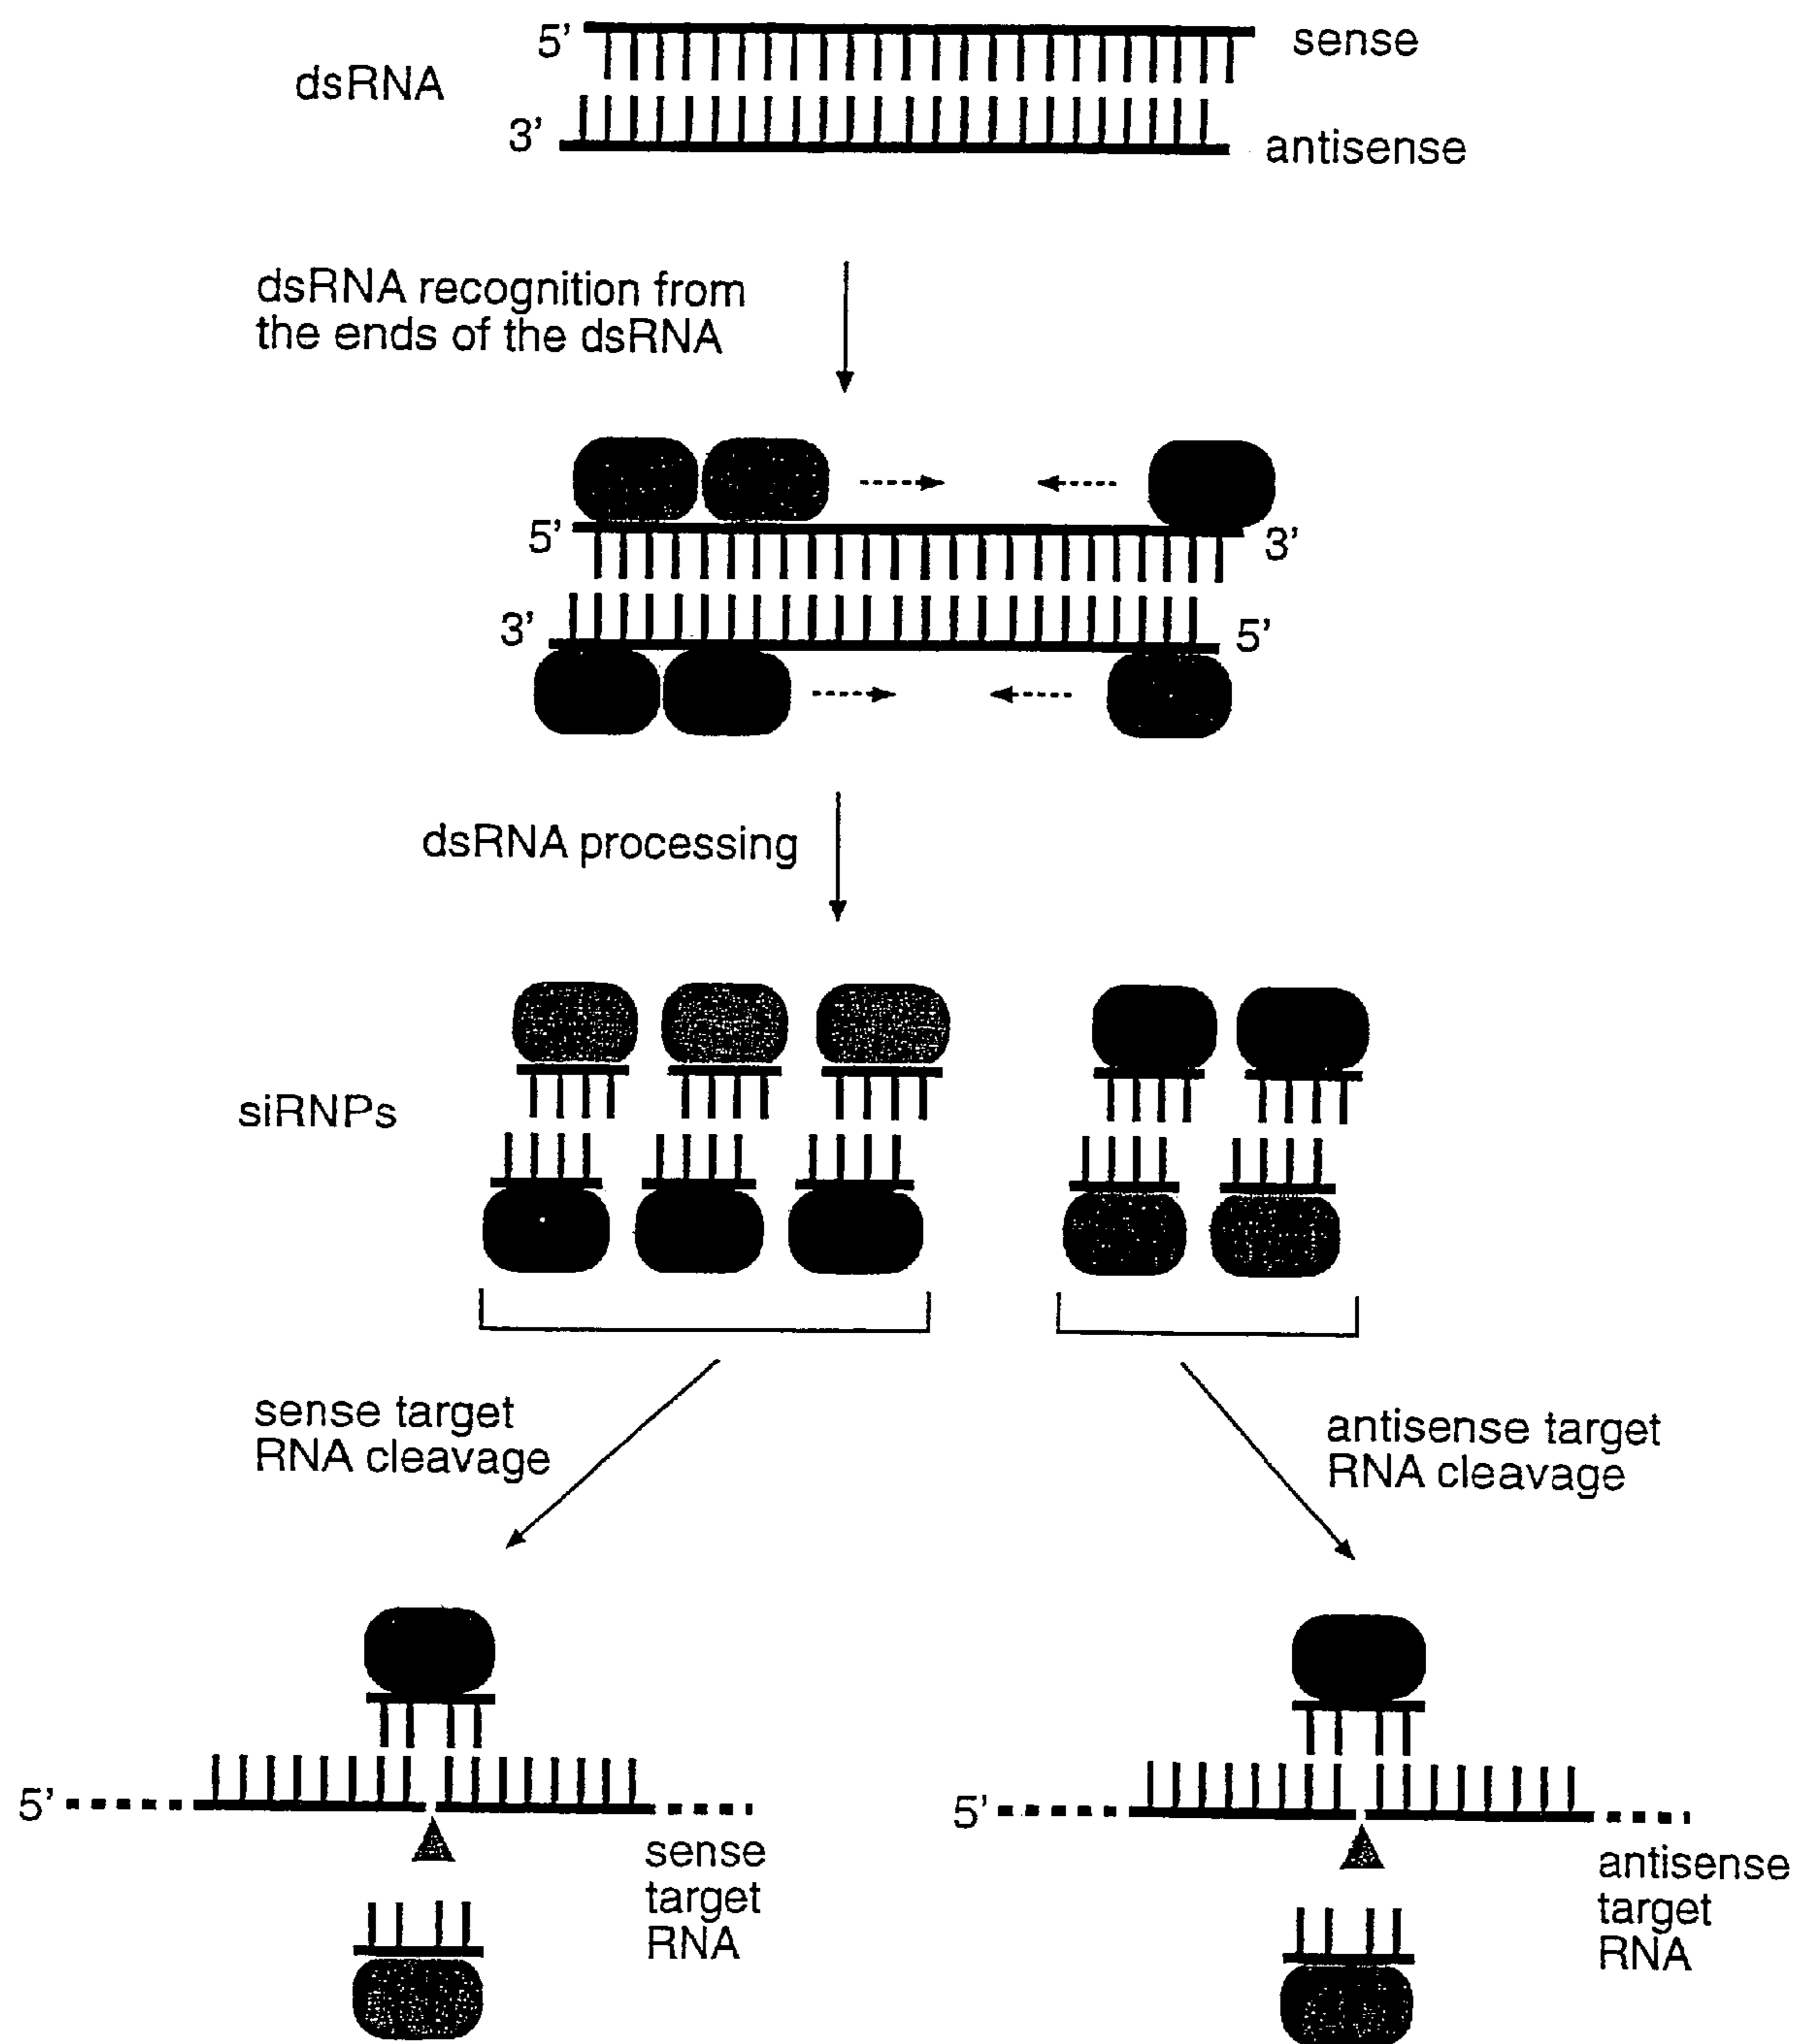 5’ sense
dsRNA
3’ antisense
dsRNA recognition from
the ends of the dsRNA
5’ 3’
3’ 5’
dsRNA processing
siRNPs
sense target
RNA cleavage
antisense target
RNA cleavage
5’
sense
target
RNA
5’
antisense
target
RNA